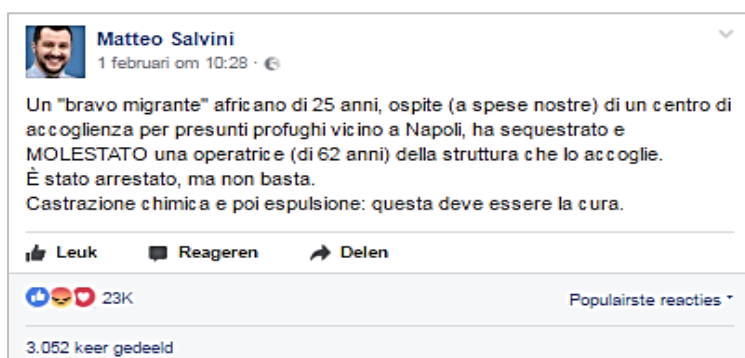 Matteo Salvini
1 februari om 10:28 ·
Un "bravo migrante" africano di 25 anni, ospite (a spese nostre) di un centro di
accoglienza per presunti profughi vicino a Napoli, ha sequestrato e
MOLESTATO una operatrice (di 62 anni) della struttura che lo accoglie.
È stato arrestato, ma non basta.
Castrazione chimica e poi espulsione: questa deve essere la cura.
Leuk Reageren Delen
23K Populairste reacties
3.052 keer gedeeld